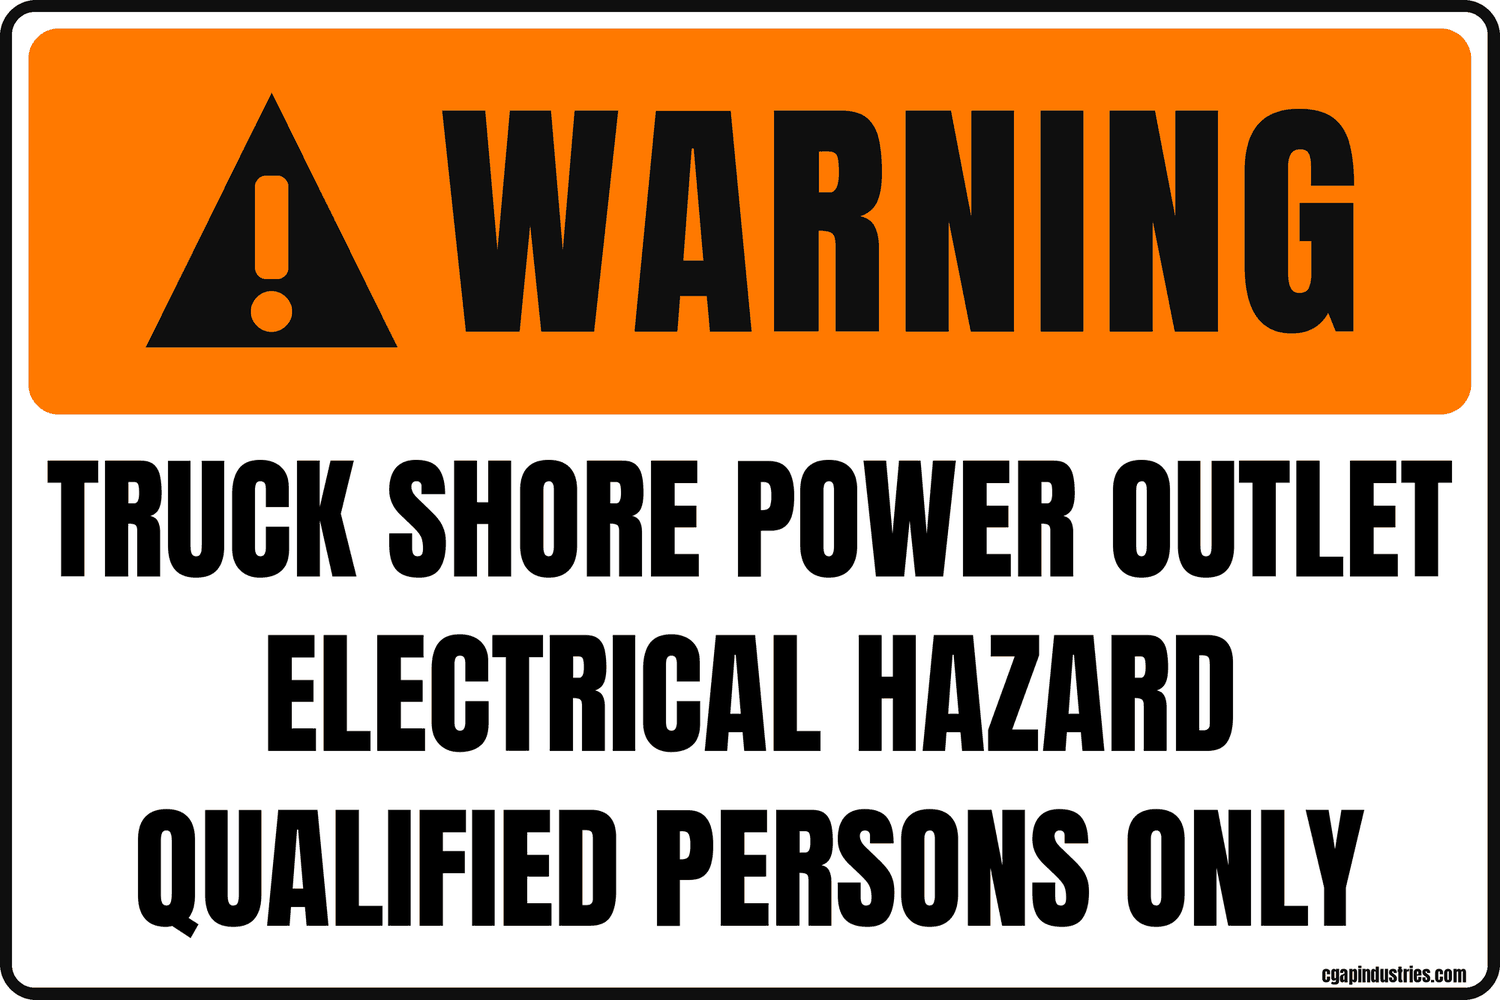 WARNING
TRUCK SHORE POWER OUTLET
ELECTRICAL HAZARD
QUALIFIED PERSONS ONLY
cgapindustries.com